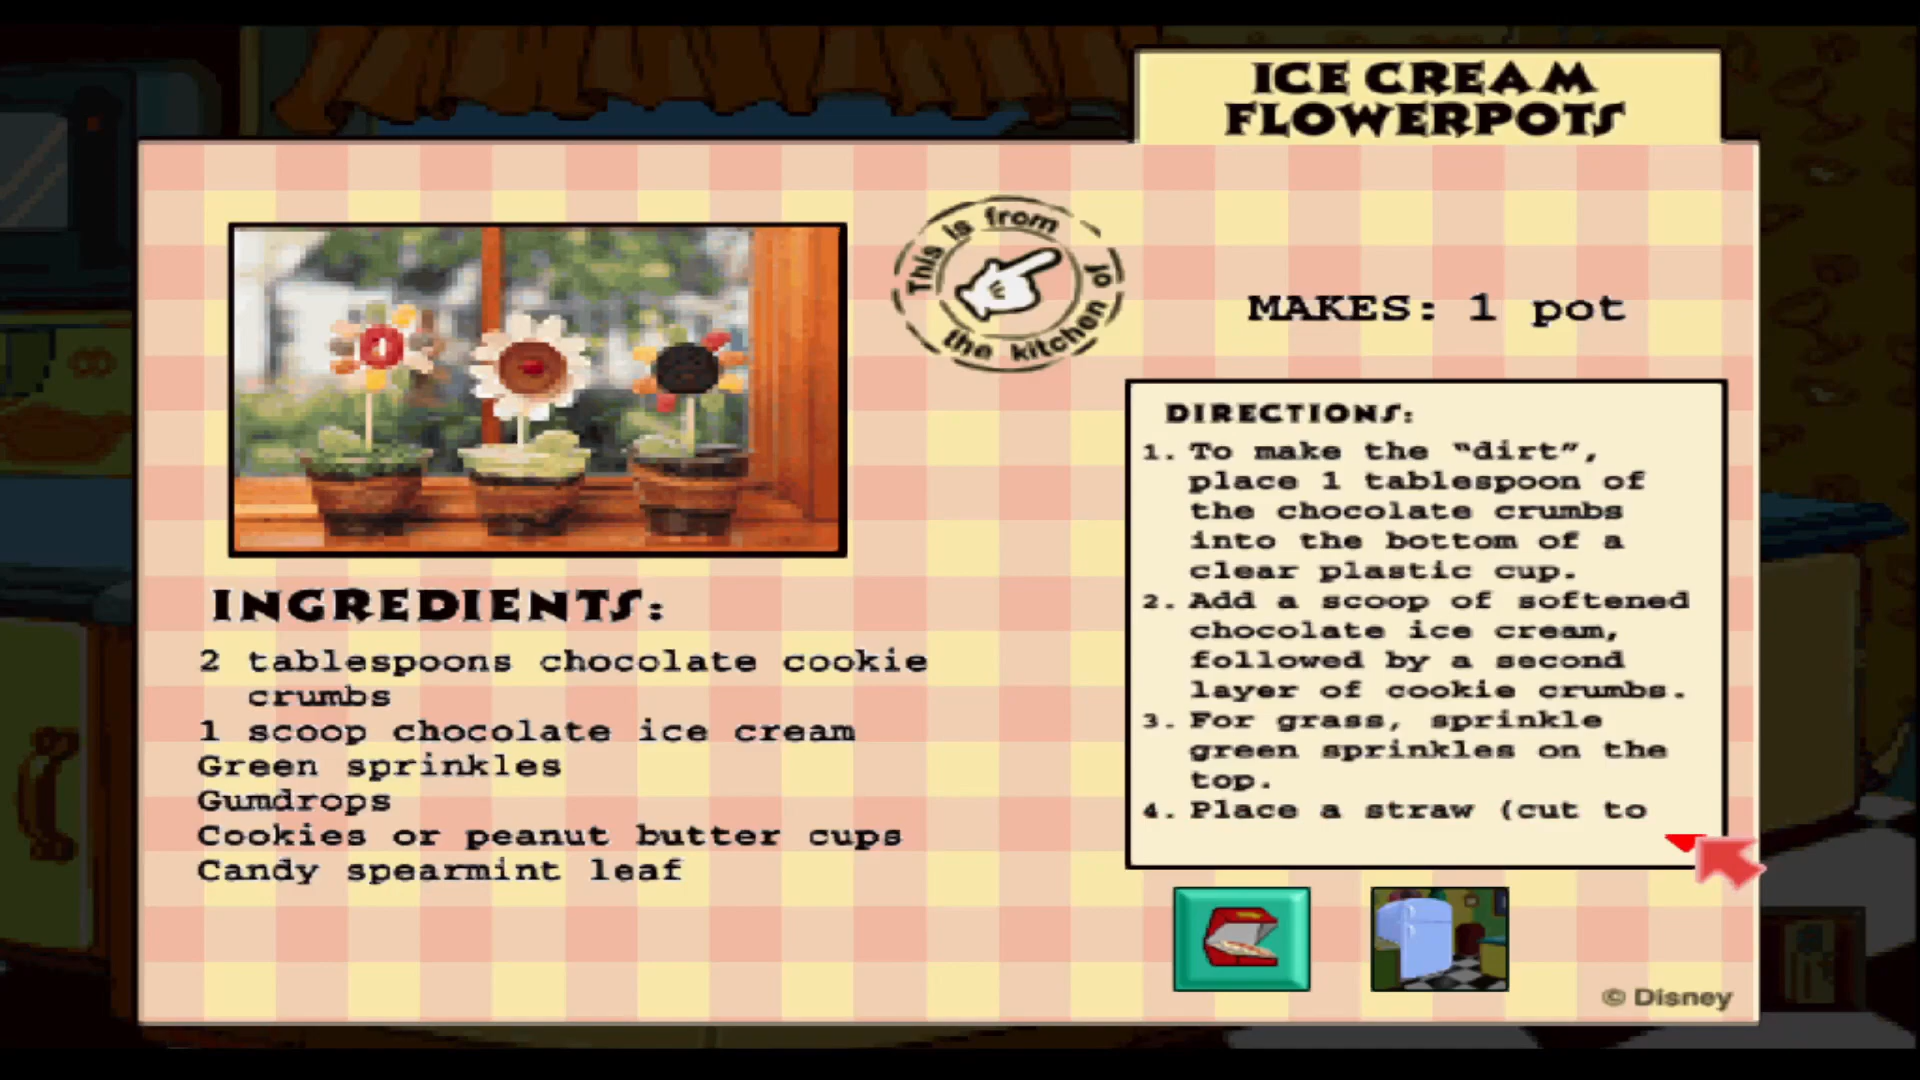 ICE CREAM
FLOWERPOTS
This is from
the kitchen of
MAKES: 1 pot
INGREDIENTS:
2 tablespoons chocolate cookie
crumbs
1 scoop chocolate ice cream
Green sprinkles
Gumdrops
Cookies or peanut butter cups
Candy spearmint leaf
DIRECTIONS:
1. To make the “dirt”,
place 1 tablespoon of
the chocolate crumbs
into the bottom of a
clear plastic cup.
2. Add a scoop of softened
chocolate ice cream,
followed by a second
layer of cookie crumbs.
3. For grass, sprinkle
green sprinkles on the
top.
4. Place a straw (cut to
© Disney